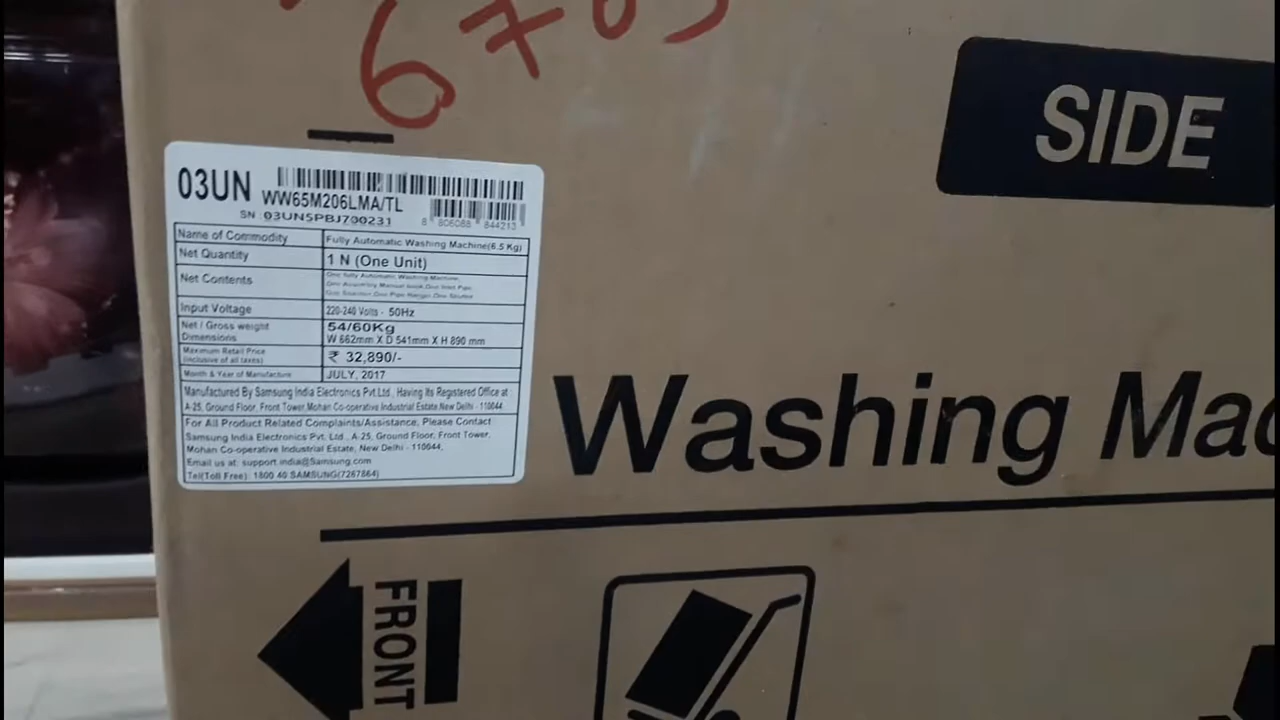 6703
SIDE
03UN
WW65M206LMA/TL
SN 03UN5PBJ700231
8 806088 844213
Name of Commodity Fully Automatic Washing Machine(6.5 Kg)
Net Quantity 1 N (One Unit)
Net Contents One fully Automatic Washing Machine,
One Assembly Manual book,One Inlet Pipe
One Pipe Hanger,One
Input Voltage 220-240 Volts - 50Hz
Net / Gross weight 54/60Kg
Dimensions W 662mm X D 541mm X H 890 mm
Maximum Retail Price
(inclusive of all taxes) ₹ 32,890/-
Month & Year of Manufacture JULY, 2017
Manufactured By Samsung India Electronics Pvt.Ltd., Having Its Registered Office at
A-25, Ground Floor, Front Tower,Mohan Co-operative Industrial Estate,New Delhi - 110044
For All Product Related Complaints/Assistance, Please Contact
Samsung India Electronics Pvt. Ltd., A-25, Ground Floor, Front Tower,
Mohan Co-operative Industrial Estate, New Delhi - 110044,
Email us at: support india@Samsung.com
Tel(Toll Free): 1800 40 SAMSUNG(7267864)
Washing Mac
FRONT